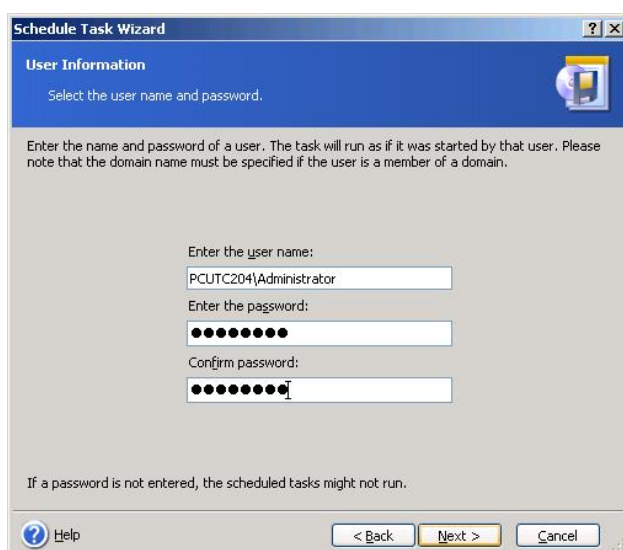 Schedule Task Wizard
User Information
Select the user name and password.
Enter the name and password of a user. The task will run as if it was started by that user. Please
note that the domain name must be specified if the user is a member of a domain.
Enter the user name:
PCUTC204\Administrator
Enter the password:
●●●●●●●●
Confirm password:
●●●●●●●●
If a password is not entered, the scheduled tasks might not run.
Help
< Back
Next >
Cancel